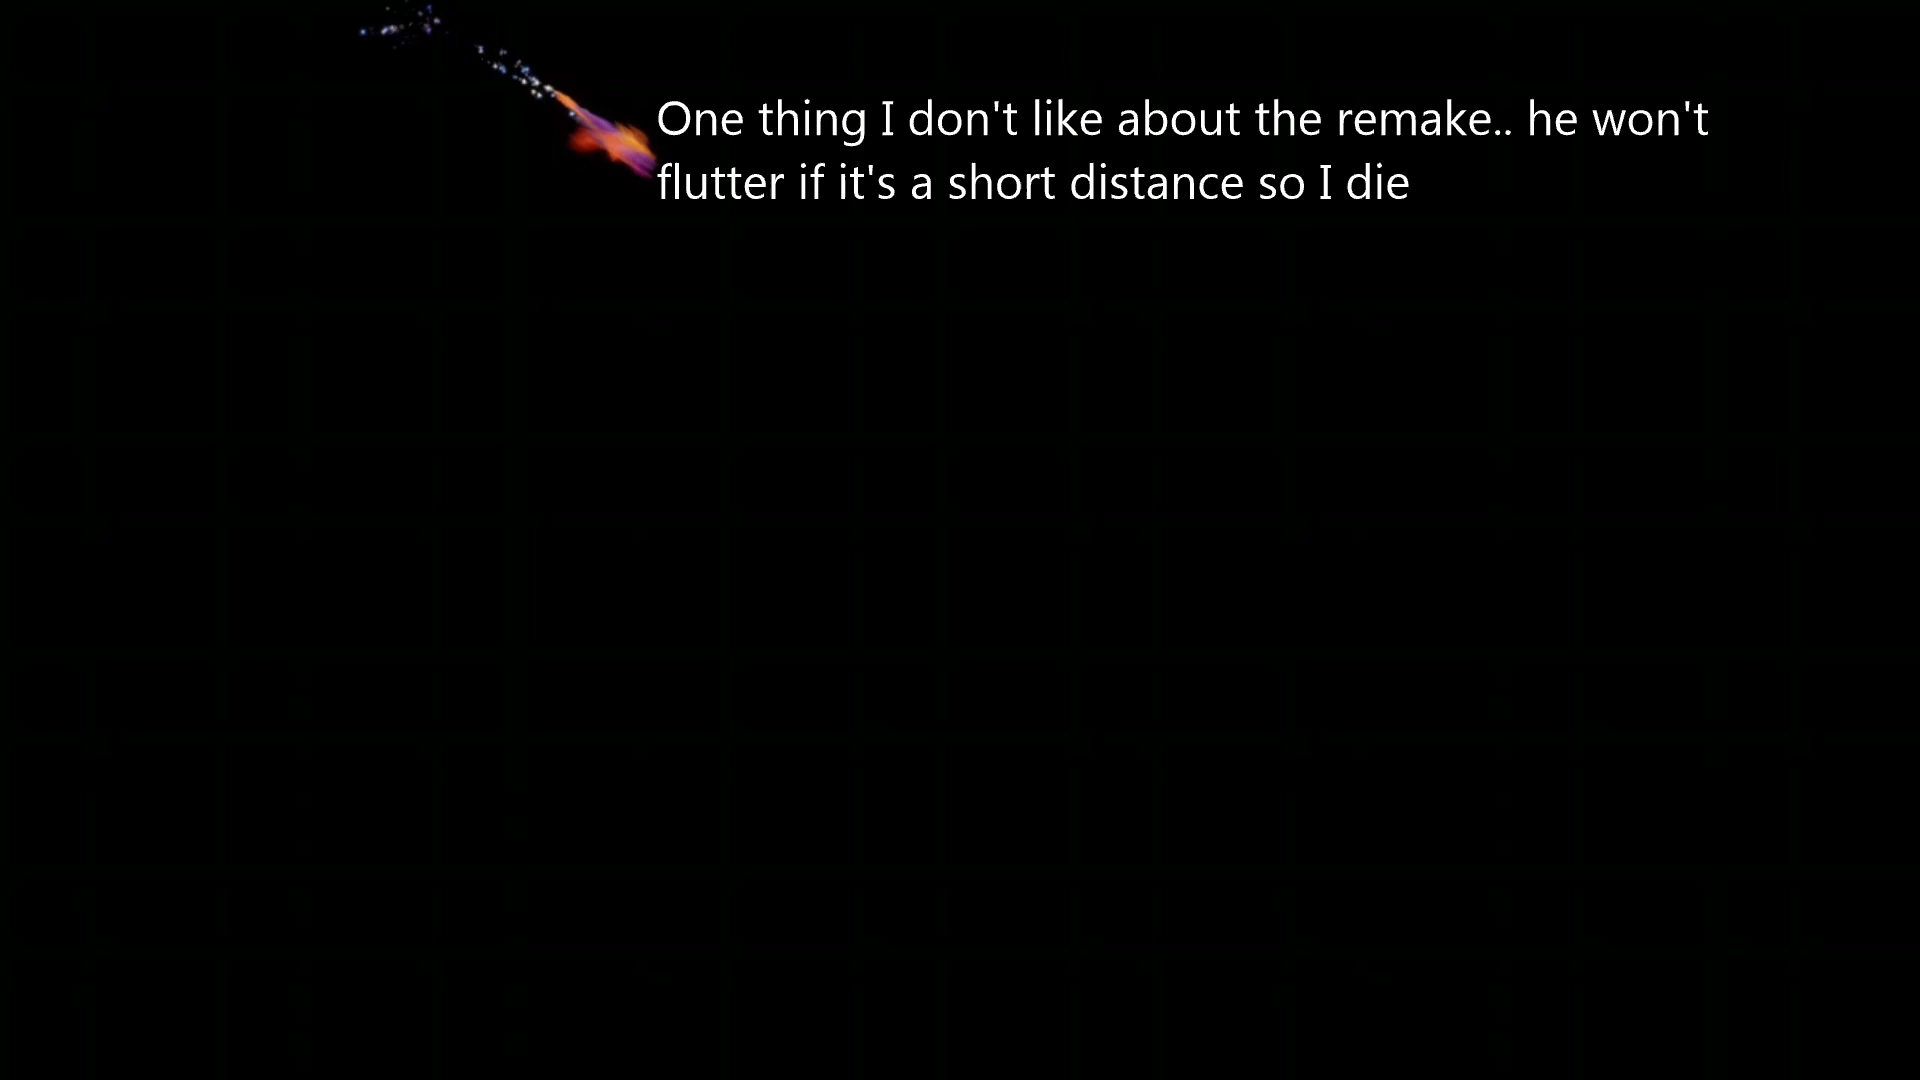 One thing I don't like about the remake.. he won't
flutter if it's a short distance so I die